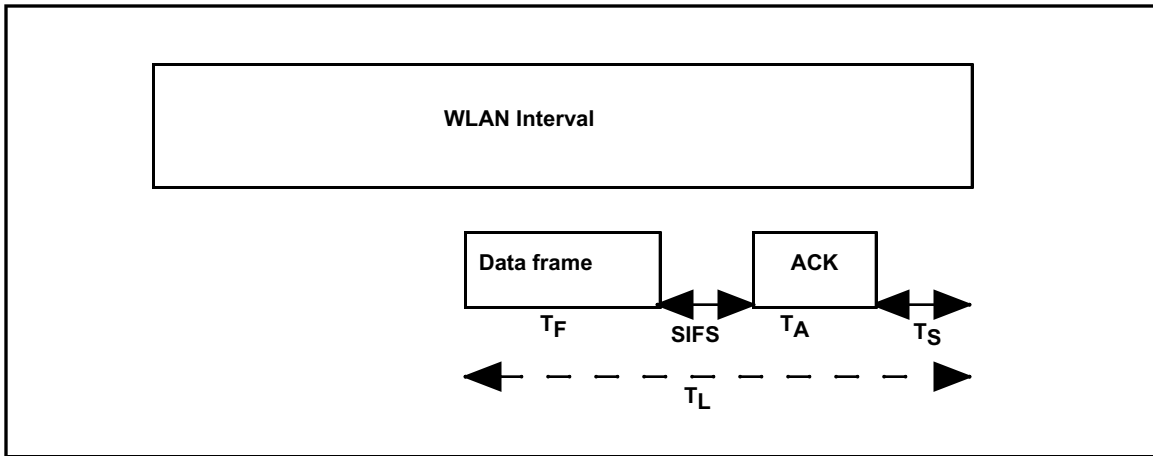 WLAN Interval
Data frame
ACK
TF
SIFS
TA
TS
TL